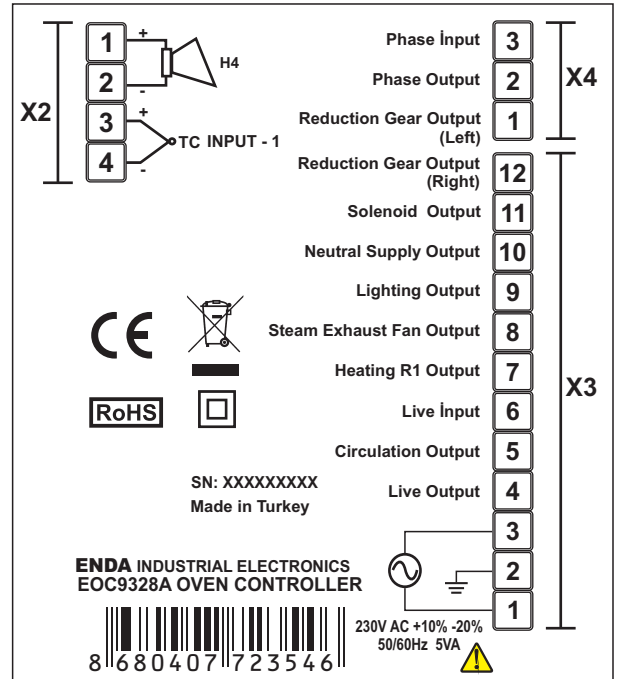 X2
1
+
2
-
H4
3
+
4
-
TC INPUT - 1
Phase İnput 3
Phase Output 2
Reduction Gear Output
(Left) 1
X4
Reduction Gear Output
(Right) 12
Solenoid Output 11
Neutral Supply Output 10
Lighting Output 9
Steam Exhaust Fan Output 8
Heating R1 Output 7
Live İnput 6
Circulation Output 5
Live Output 4
3
2
1
X3
CE
RoHS
SN: XXXXXXXXX
Made in Turkey
ENDA INDUSTRIAL ELECTRONICS
EOC9328A OVEN CONTROLLER
8 680407 723546
230V AC +10% -20%
50/60Hz 5VA